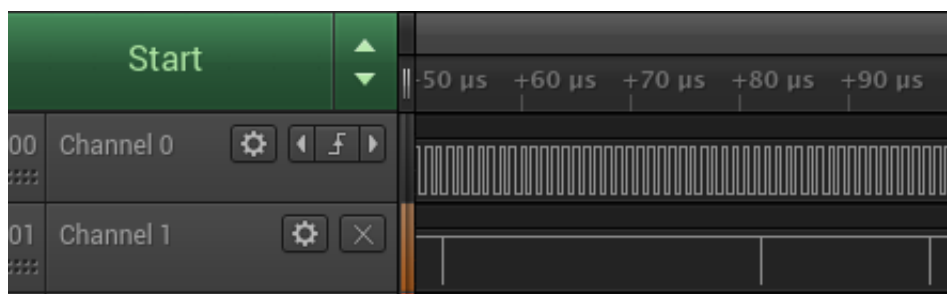 Start
-50 µs +60 µs +70 µs +80 µs +90 µs
00 Channel 0
01 Channel 1